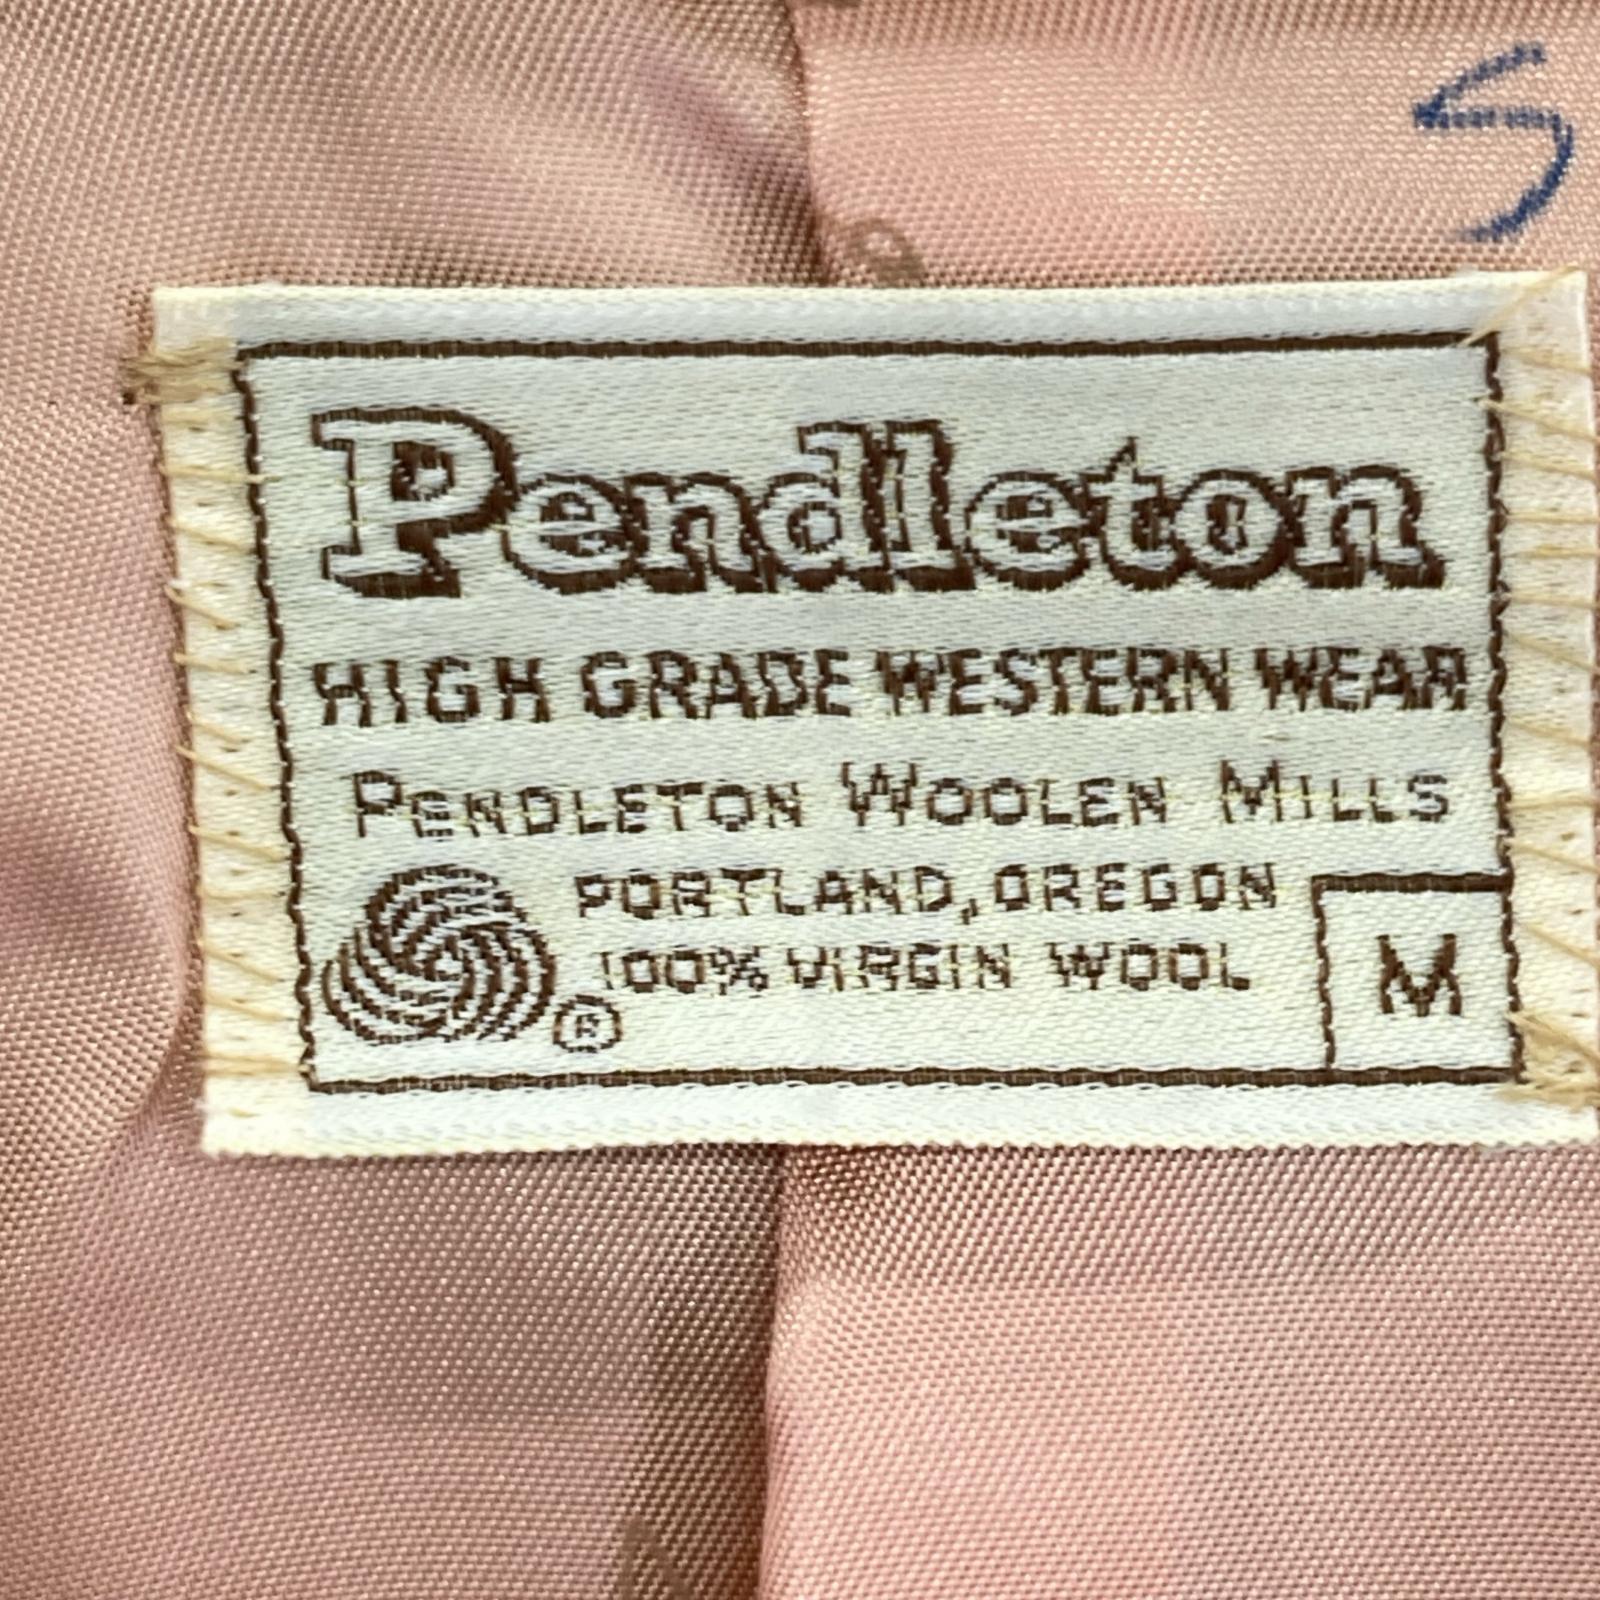 S
Pendleton
HIGH GRADE WESTERN WEAR
PENDLETON WOOLEN MILLS
PORTLAND, OREGON
100% VIRGIN WOOL
®
M